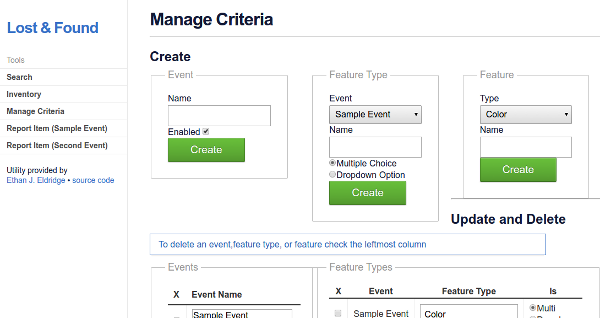 Lost & Found
Tools
Search
Inventory
Manage Criteria
Report Item (Sample Event)
Report Item (Second Event)
Utility provided by
Ethan J. Eldridge • source code
Manage Criteria
Create
Event
Name
Enabled
Create
Feature Type
Event
Sample Event
Name
Multiple Choice
Dropdown Option
Create
Feature
Type
Color
Name
Create
Update and Delete
To delete an event,feature type, or feature check the leftmost column
Events
X Event Name
Sample Event
Feature Types
X Event Feature Type Is
Sample Event Color Multi